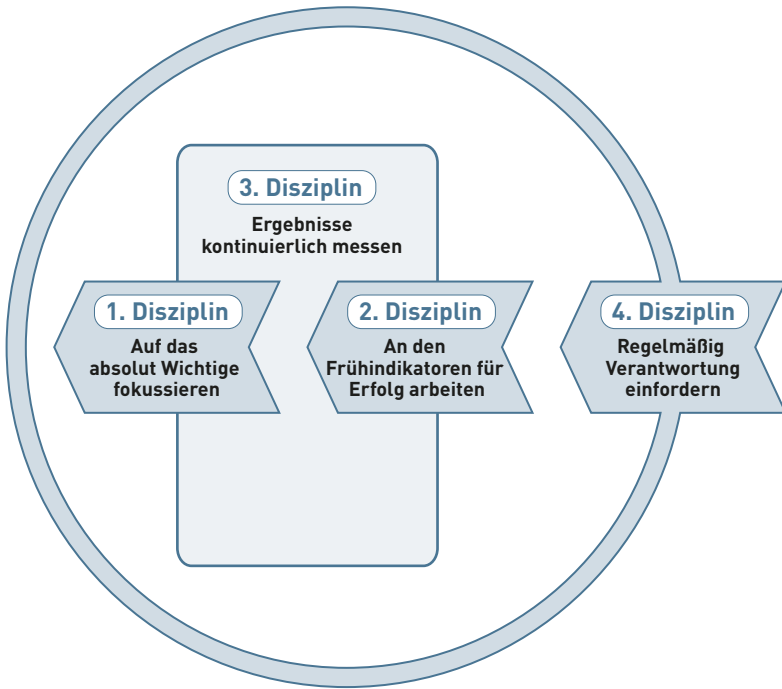 3. Disziplin
Ergebnisse
kontinuierlich messen
1. Disziplin
Auf das
absolut Wichtige
fokussieren
2. Disziplin
An den
Frühindikatoren für
Erfolg arbeiten
4. Disziplin
Regelmäßig
Verantwortung
einfordern